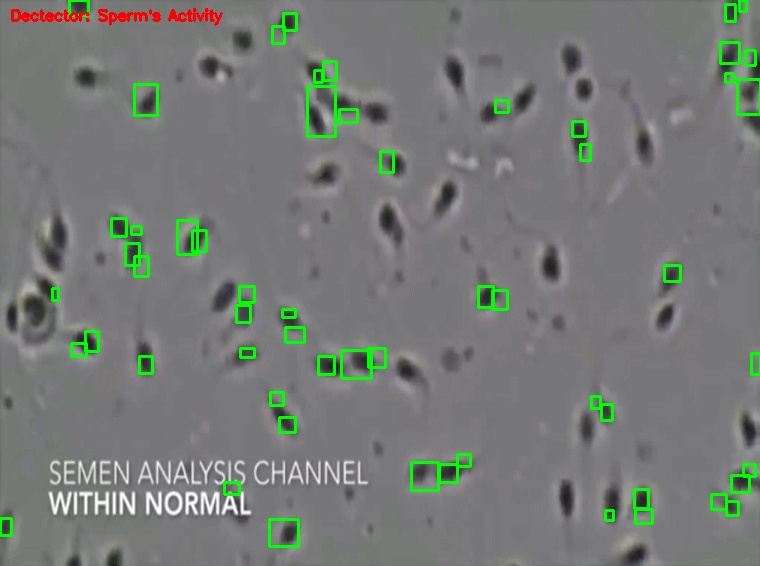 Dectector: Sperm's Activity
SEMEN ANALYSIS CHANNEL
WITHIN NORMAL